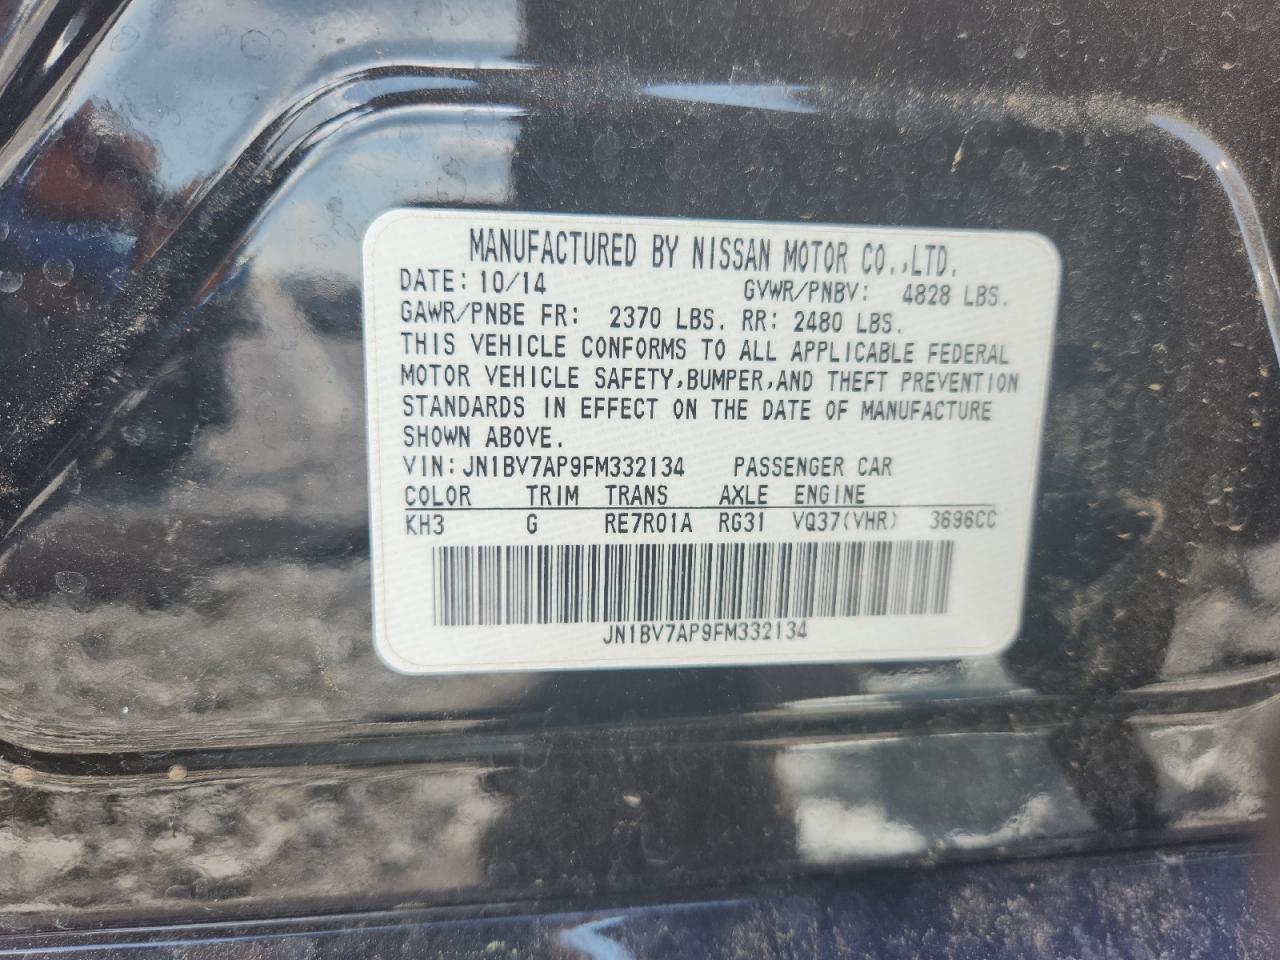 MANUFACTURED BY NISSAN MOTOR CO.,LTD.
DATE: 10/14 GVWR/PNBV: 4828 LBS.
GAWR/PNBE FR: 2370 LBS. RR: 2480 LBS.
THIS VEHICLE CONFORMS TO ALL APPLICABLE FEDERAL
MOTOR VEHICLE SAFETY,BUMPER,AND THEFT PREVENTION
STANDARDS IN EFFECT ON THE DATE OF MANUFACTURE
SHOWN ABOVE.
VIN: JN1BV7AP9FM332134 PASSENGER CAR
COLOR TRIM TRANS AXLE ENGINE
KH3 G RE7R01A RG31 VQ37(VHR) 3696CC
JN1BV7AP9FM332134